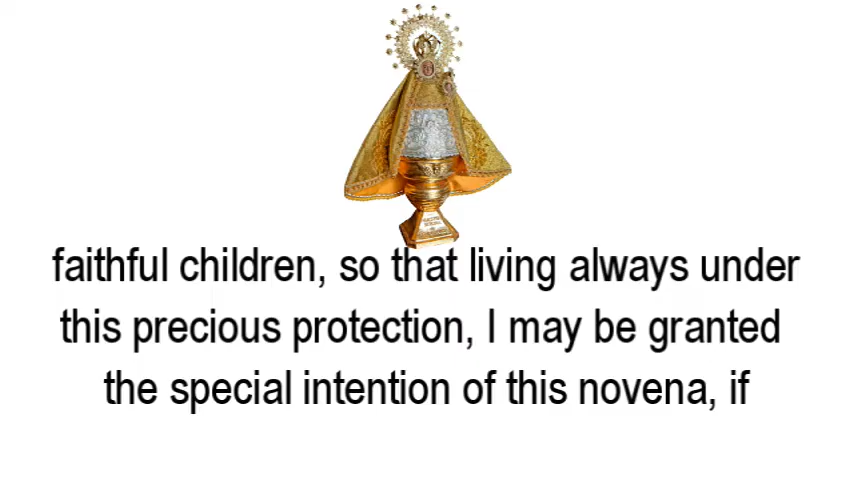 faithful children, so that living always under
this precious protection, I may be granted
the special intention of this novena, if